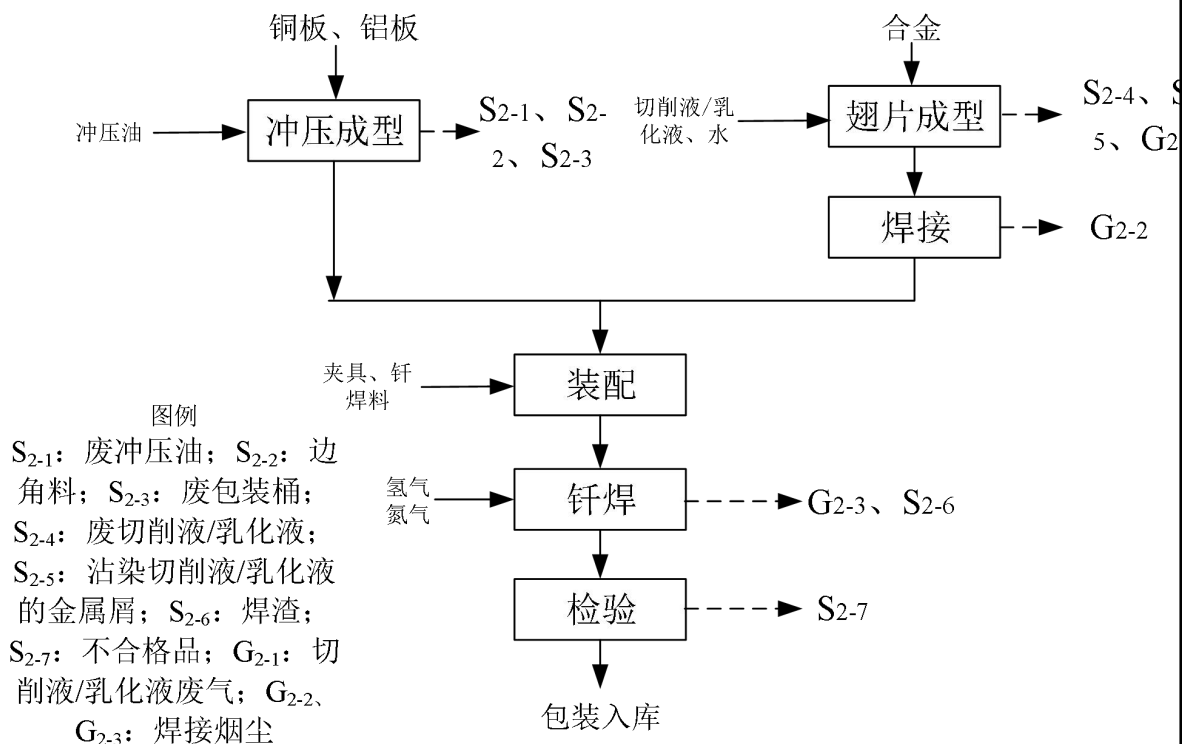 铜板、铝板
合金
冲压油
冲压成型
S2-1、S2-
2、S2-3
切削液/乳
化液、水
翅片成型
S2-4、S
5、G2
焊接
G2-2
夹具、钎
焊料
装配
氢气
氮气
钎焊
G2-3、S2-6
检验
S2-7
包装入库
图例
S2-1：废冲压油；S2-2：边
角料；S2-3：废包装桶；
S2-4：废切削液/乳化液；
S2-5：沾染切削液/乳化液
的金属屑；S2-6：焊渣；
S2-7：不合格品；G2-1：切
削液/乳化液废气；G2-2、
G2-3：焊接烟尘